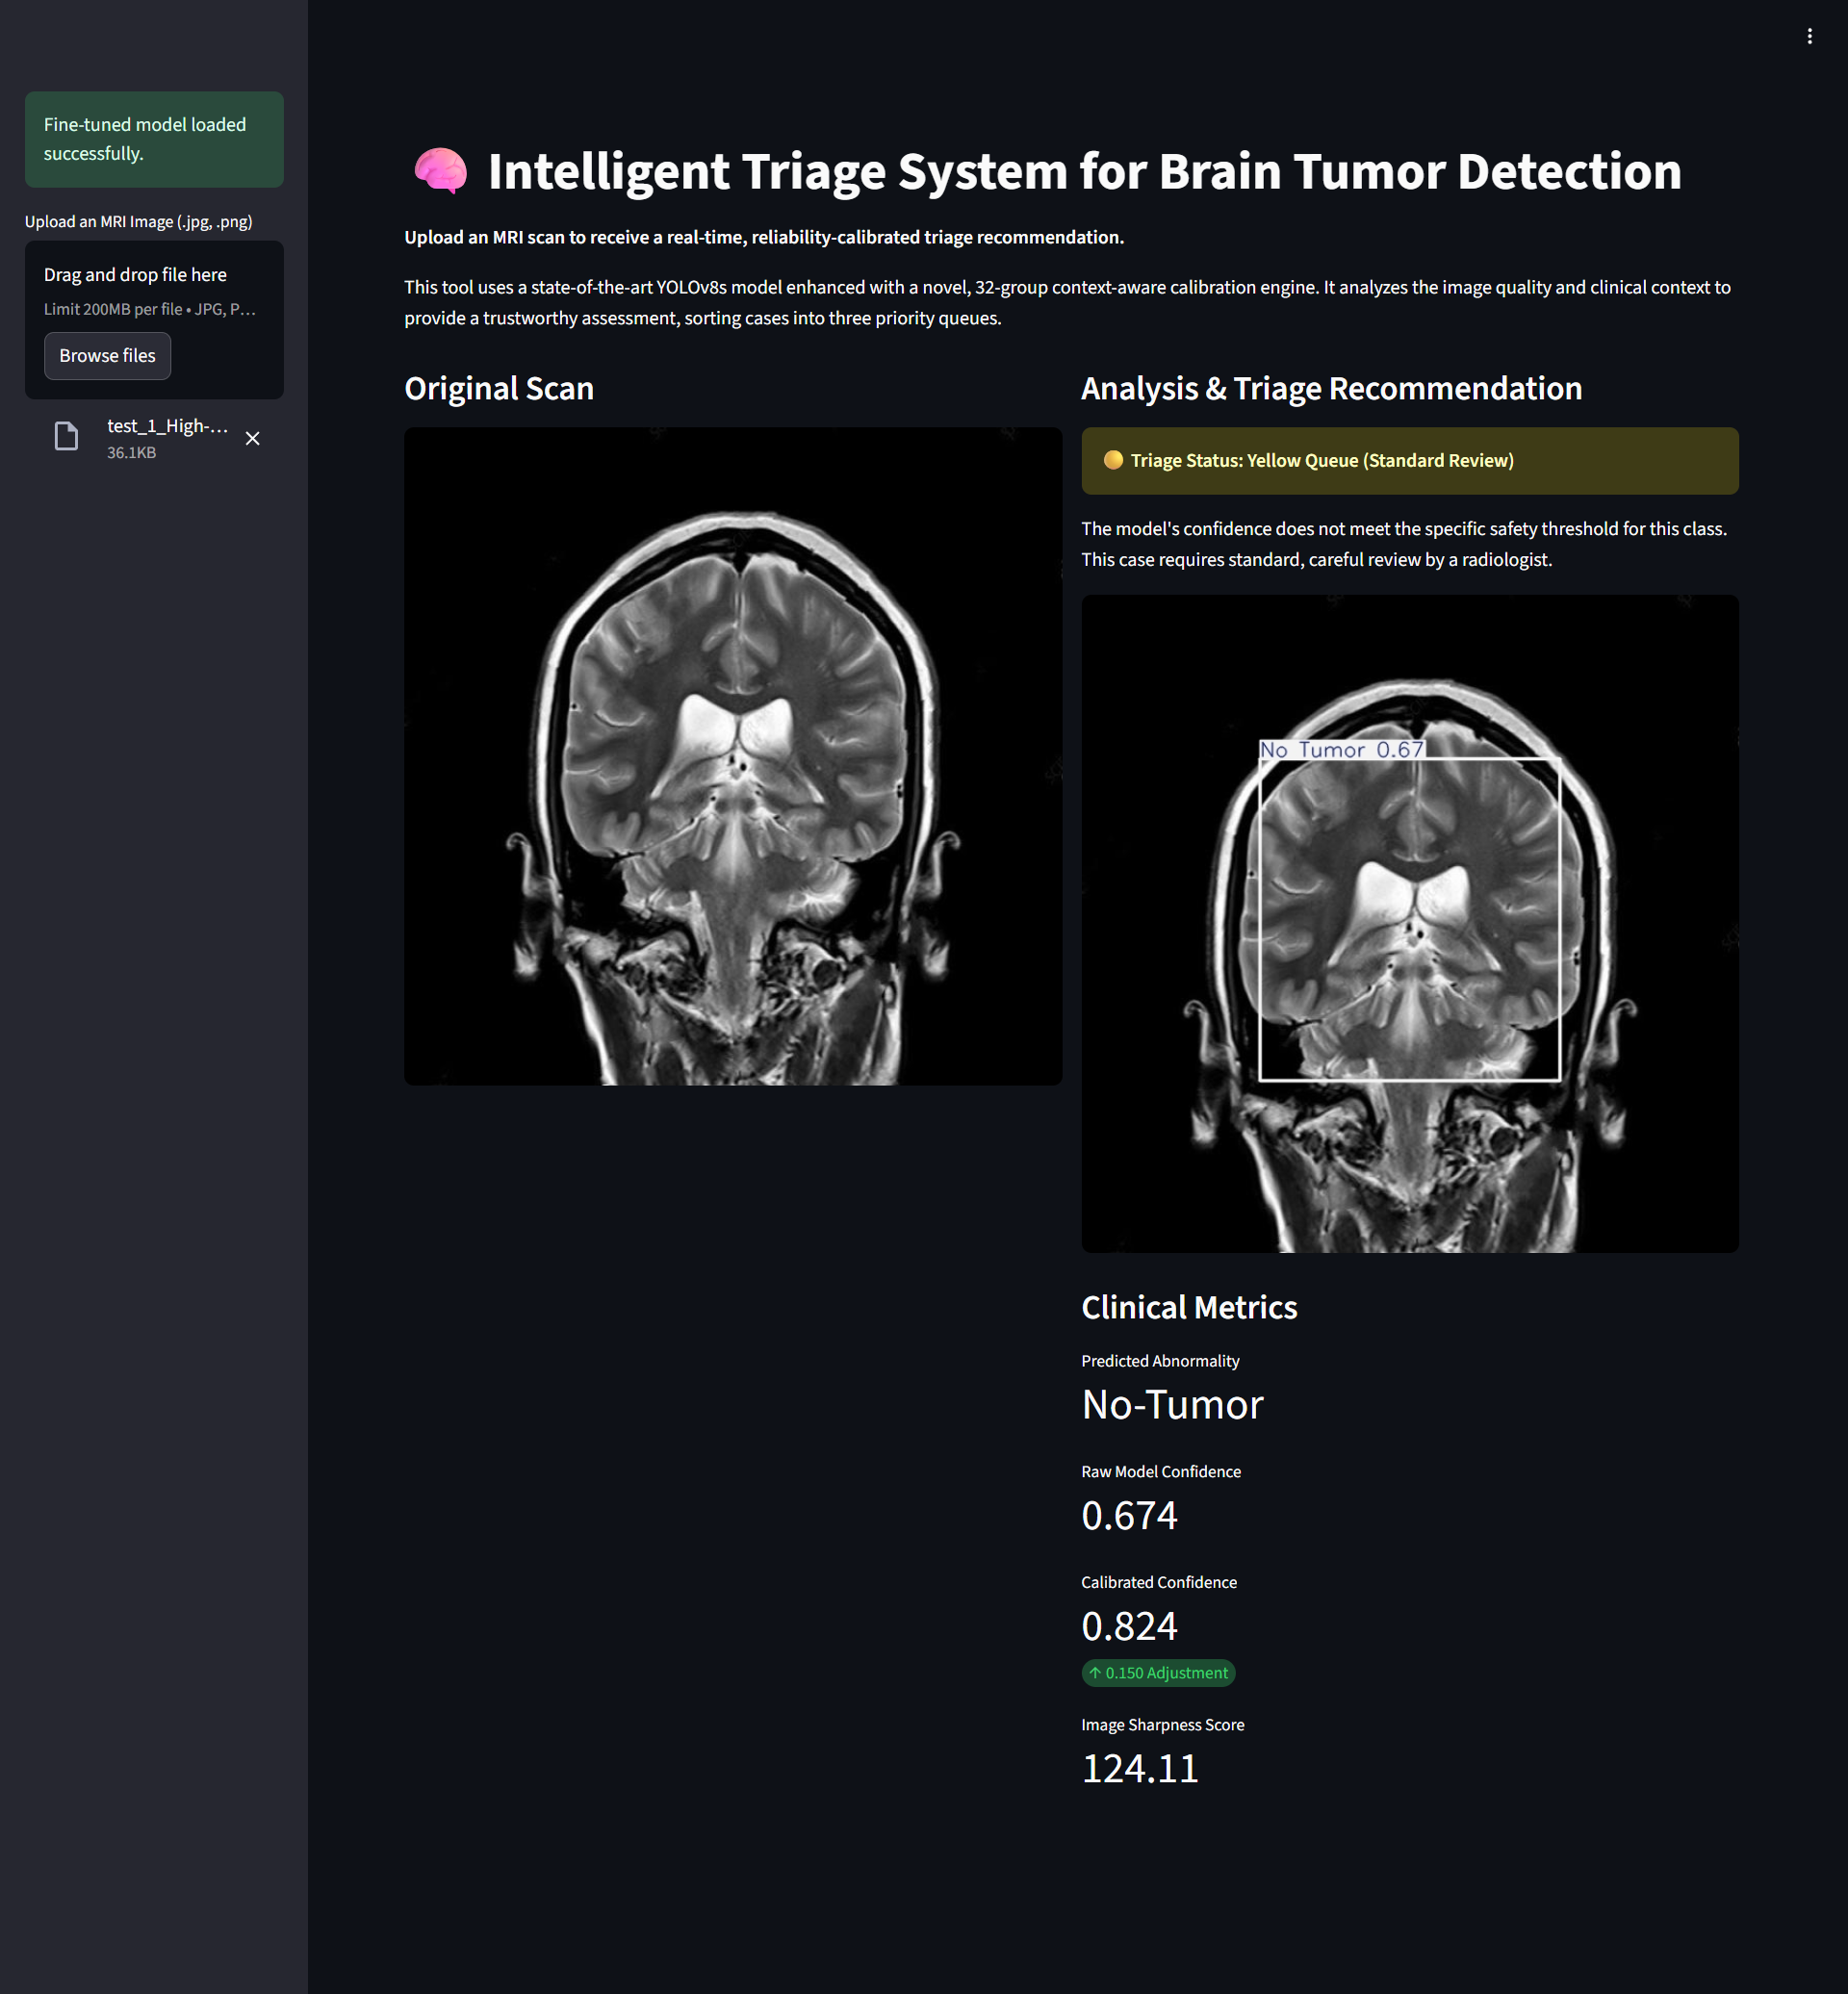 Fine-tuned model loaded
successfully.
Upload an MRI Image (.jpg, .png)
Drag and drop file here
Limit 200MB per file • JPG, P…
Browse files
test_1_High-…
36.1KB
Intelligent Triage System for Brain Tumor Detection
Upload an MRI scan to receive a real-time, reliability-calibrated triage recommendation.
This tool uses a state-of-the-art YOLOv8s model enhanced with a novel, 32-group context-aware calibration engine. It analyzes the image quality and clinical context to
provide a trustworthy assessment, sorting cases into three priority queues.
Original Scan
Analysis & Triage Recommendation
Triage Status: Yellow Queue (Standard Review)
The model's confidence does not meet the specific safety threshold for this class.
This case requires standard, careful review by a radiologist.
No Tumor 0.67
Clinical Metrics
Predicted Abnormality
No-Tumor
Raw Model Confidence
0.674
Calibrated Confidence
0.824
↑ 0.150 Adjustment
Image Sharpness Score
124.11